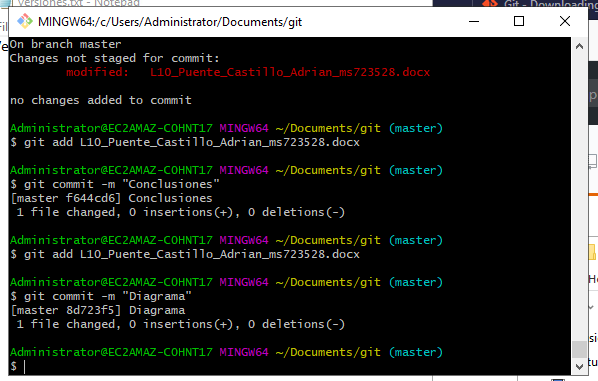 Versiones.txt - Notepad
Git - Downloading
MINGW64:/c/Users/Administrator/Documents/git
On branch master
Changes not staged for commit:
modified:   L10_Puente_Castillo_Adrian_ms723528.docx
no changes added to commit
Administrator@EC2AMAZ-COHNT17 MINGW64 ~/Documents/git (master)
$ git add L10_Puente_Castillo_Adrian_ms723528.docx
Administrator@EC2AMAZ-COHNT17 MINGW64 ~/Documents/git (master)
$ git commit -m "Conclusiones"
[master f644cd6] Conclusiones
1 file changed, 0 insertions(+), 0 deletions(-)
Administrator@EC2AMAZ-COHNT17 MINGW64 ~/Documents/git (master)
$ git add L10_Puente_Castillo_Adrian_ms723528.docx
Administrator@EC2AMAZ-COHNT17 MINGW64 ~/Documents/git (master)
$ git commit -m "Diagrama"
[master 8d723f5] Diagrama
1 file changed, 0 insertions(+), 0 deletions(-)
Administrator@EC2AMAZ-COHNT17 MINGW64 ~/Documents/git (master)
$